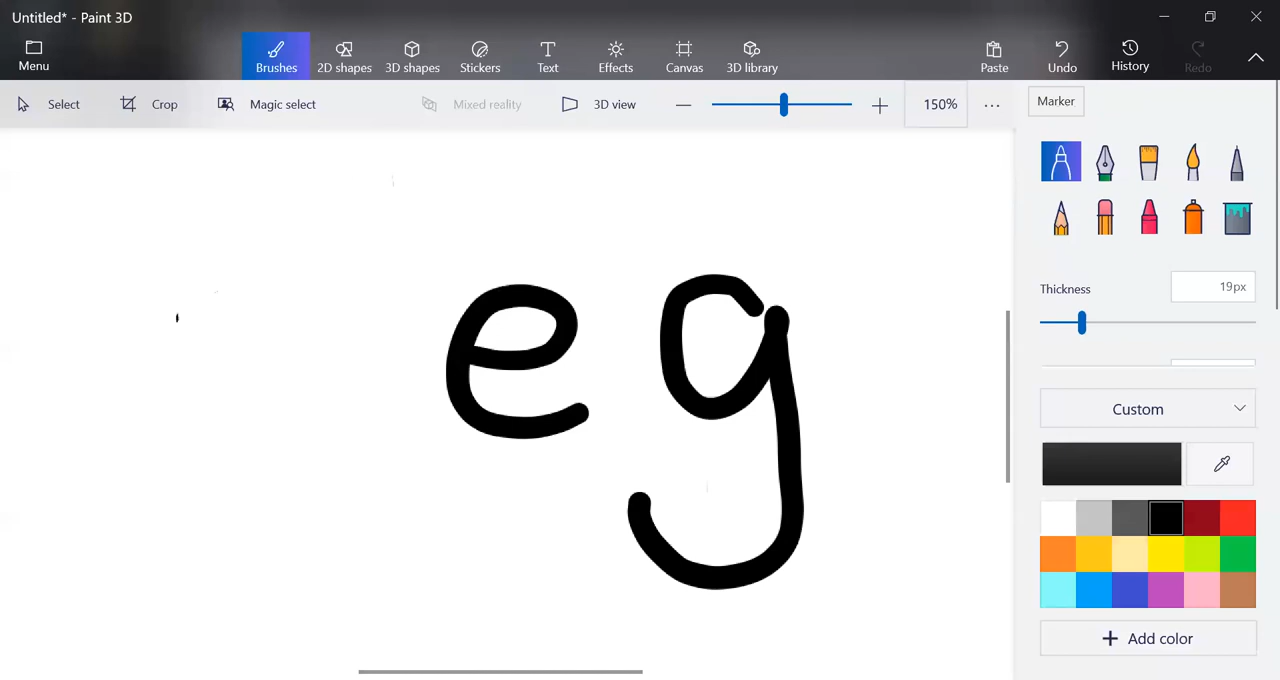 Untitled* - Paint 3D
Menu
Brushes 2D shapes 3D shapes Stickers Text Effects Canvas 3D library Paste Undo History Redo
Select Crop Magic select Mixed reality 3D view 150% ...
Marker
Thickness 19px
Custom
Add color
eg